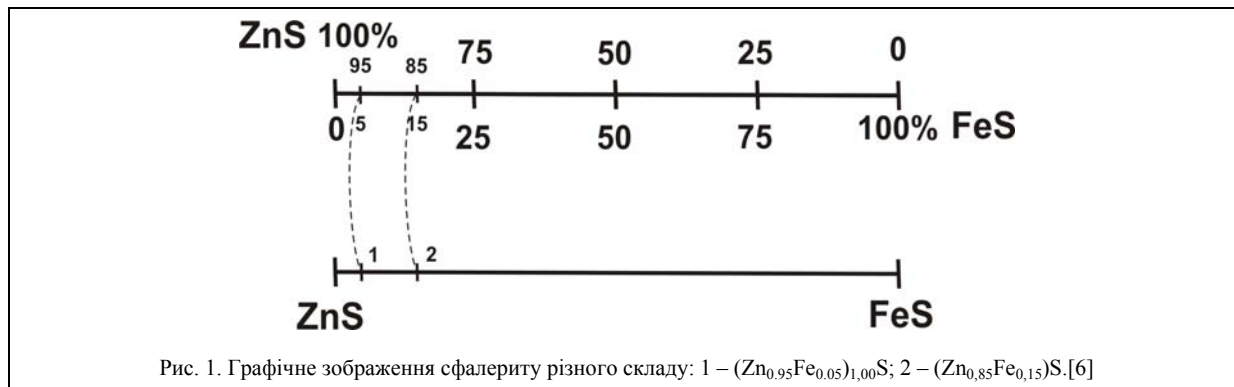 ZnS 100% 75 50 25 0
95 85
0 5 15 25 50 75 100% FeS
1 2
ZnS FeS
Рис. 1. Графічне зображення сфалериту різного складу: 1 – (Zn0.95Fe0.05)1,00S; 2 – (Zn0,85Fe0,15)S.[6]